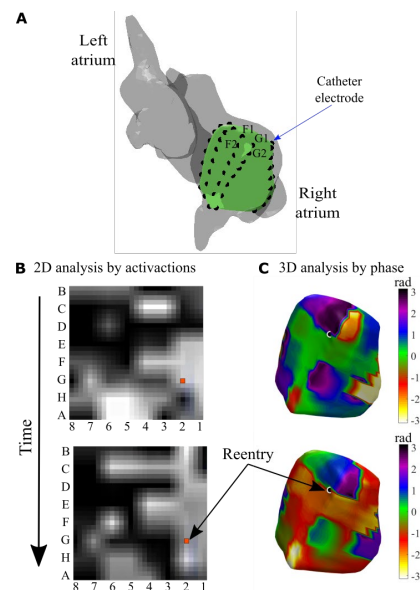 A
Left
atrium
Catheter
electrode
F1
G1
F2
G2
Right
atrium
B 2D analysis by activactions
C 3D analysis by phase
Time
B
C
D
E
F
G
H
A
8 7 6 5 4 3 2 1
rad
3
2
1
0
-1
-2
-3
C
Reentry
B
C
D
E
F
G
H
A
8 7 6 5 4 3 2 1
rad
3
2
1
0
-1
-2
-3
C